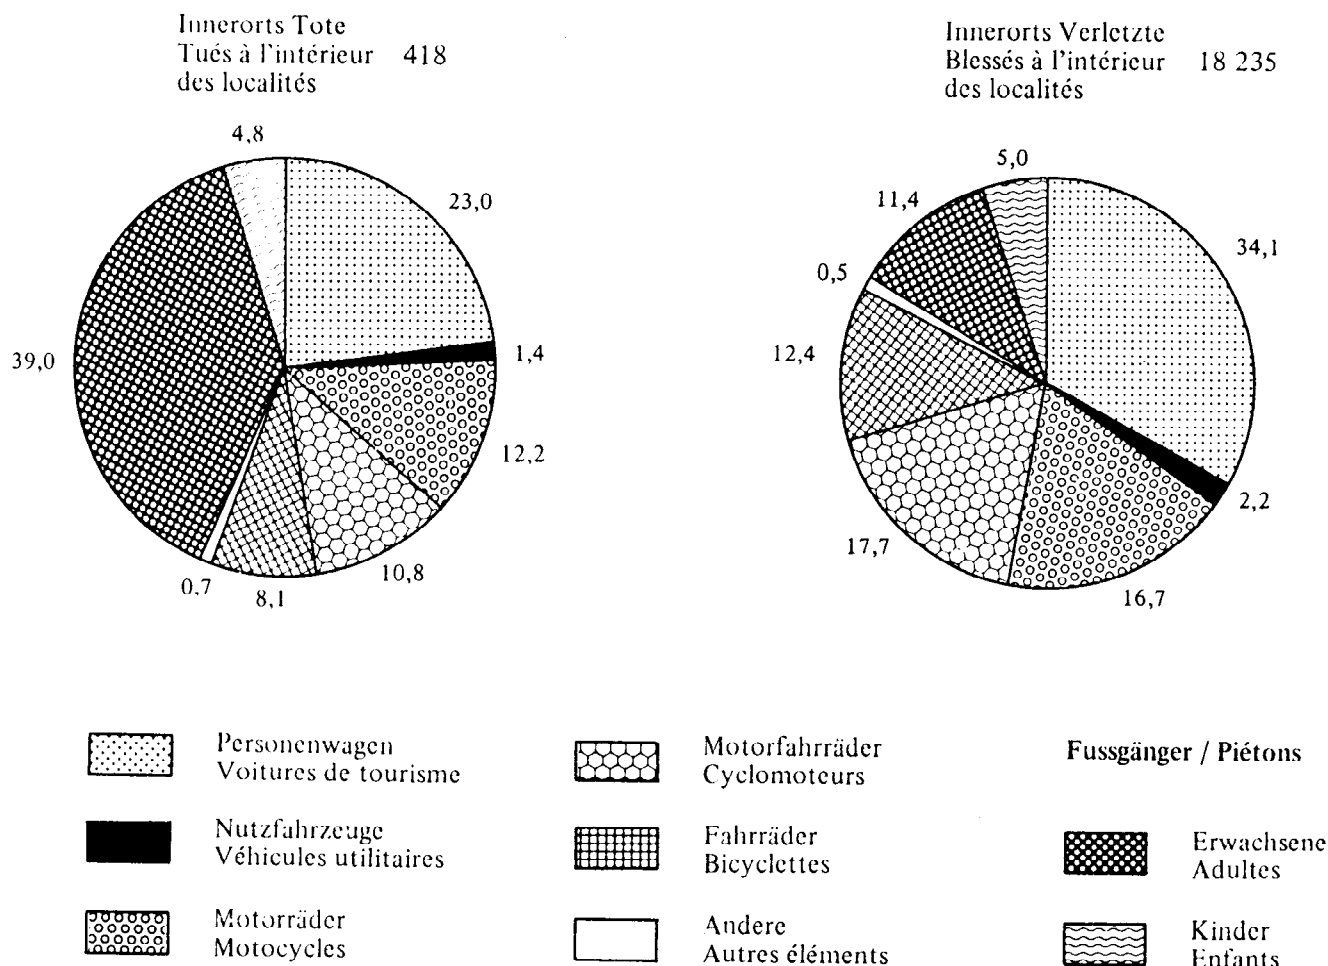 Innerorts Tote
Tués à l'intérieur 418
des localités
4,8
23,0
39,0
1,4
12,2
0,7
8,1
10,8
Innerorts Verletzte
Blessés à l'intérieur 18 235
des localités
5,0
11,4
34,1
0,5
12,4
2,2
17,7
16,7
Personenwagen
Voitures de tourisme
Nutzfahrzeuge
Véhicules utilitaires
Motorräder
Motocycles
Motorfahrräder
Cyclomoteurs
Fahrräder
Bicyclettes
Andere
Autres éléments
Fussgänger / Piétons
Erwachsene
Adultes
Kinder
Enfants